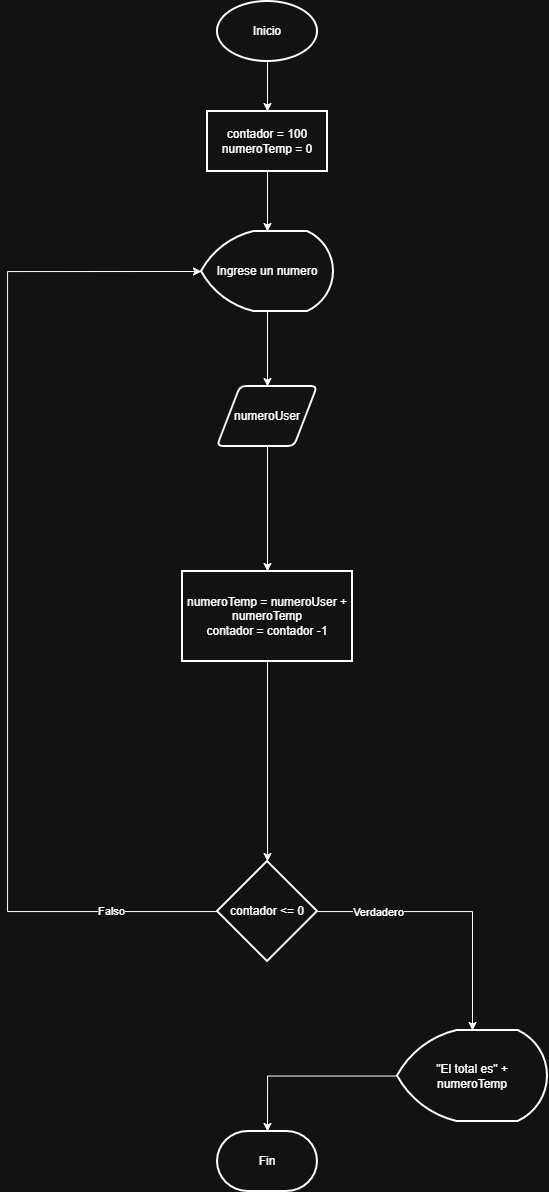 Inicio
contador = 100
numeroTemp = 0
Ingrese un numero
numeroUser
numeroTemp = numeroUser +
numeroTemp
contador = contador -1
contador <= 0
Falso
Verdadero
"El total es" +
numeroTemp
Fin